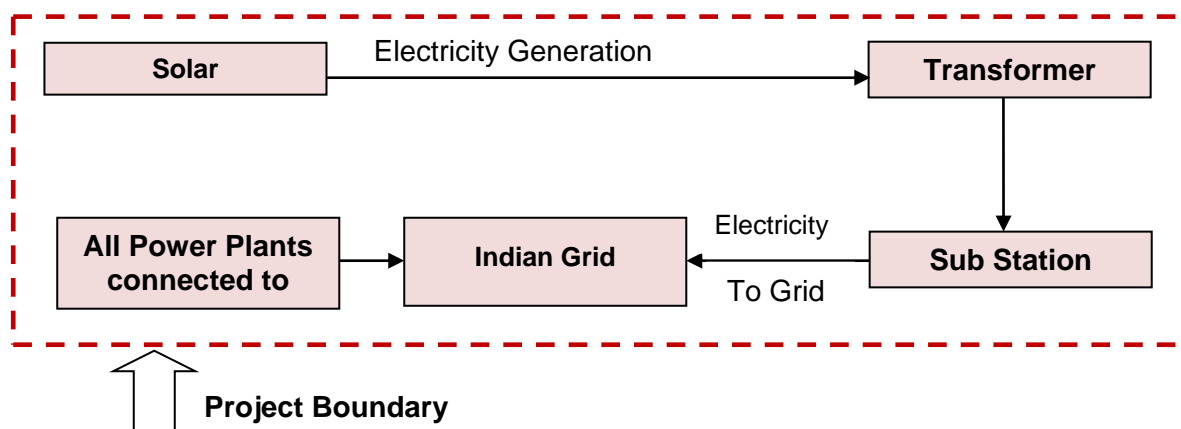 Solar
Electricity Generation
Transformer
All Power Plants
connected to
Indian Grid
Electricity
To Grid
Sub Station
Project Boundary